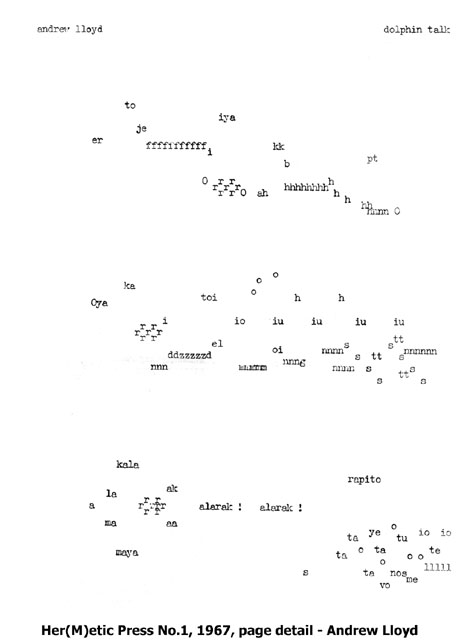 andrew lloyd dolphin talk
to
iya
je
er ffffiffffff kk
i
b pt
O r r
r r r
r r O ah hhhhhhhh h
h h
hh
nnnn O
o
o
ka o
Oya toi h h
i io iu iu iu iu
r r
r r r
r r
el s s tt
ddzzzzzd oi nnnn s tt s nnnnnn
nnn nnng nnnn s tt s
s s
kala
rapito
la ak
a alarak ! alarak !
ma aa
maya
o
ye io io
ta tu
o ta te
ta o o o
lllll
s ta nos
me
vo
Her(M)etic Press No.1, 1967, page detail - Andrew Lloyd